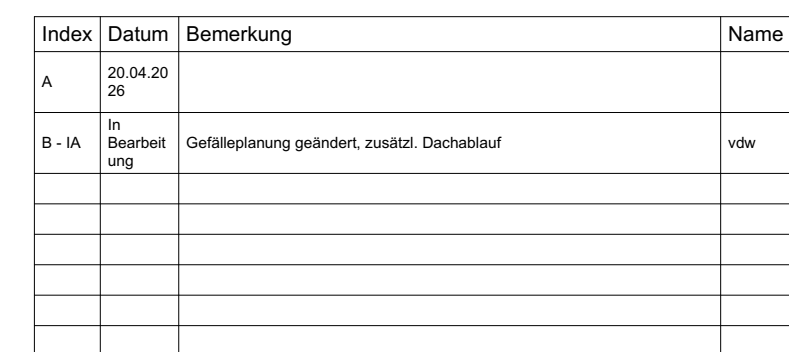 Index Datum Bemerkung Name
A
20.04.20
26
B - IA
In
Bearbeit
ung
Gefälleplanung geändert, zusätzl. Dachablauf
vdw